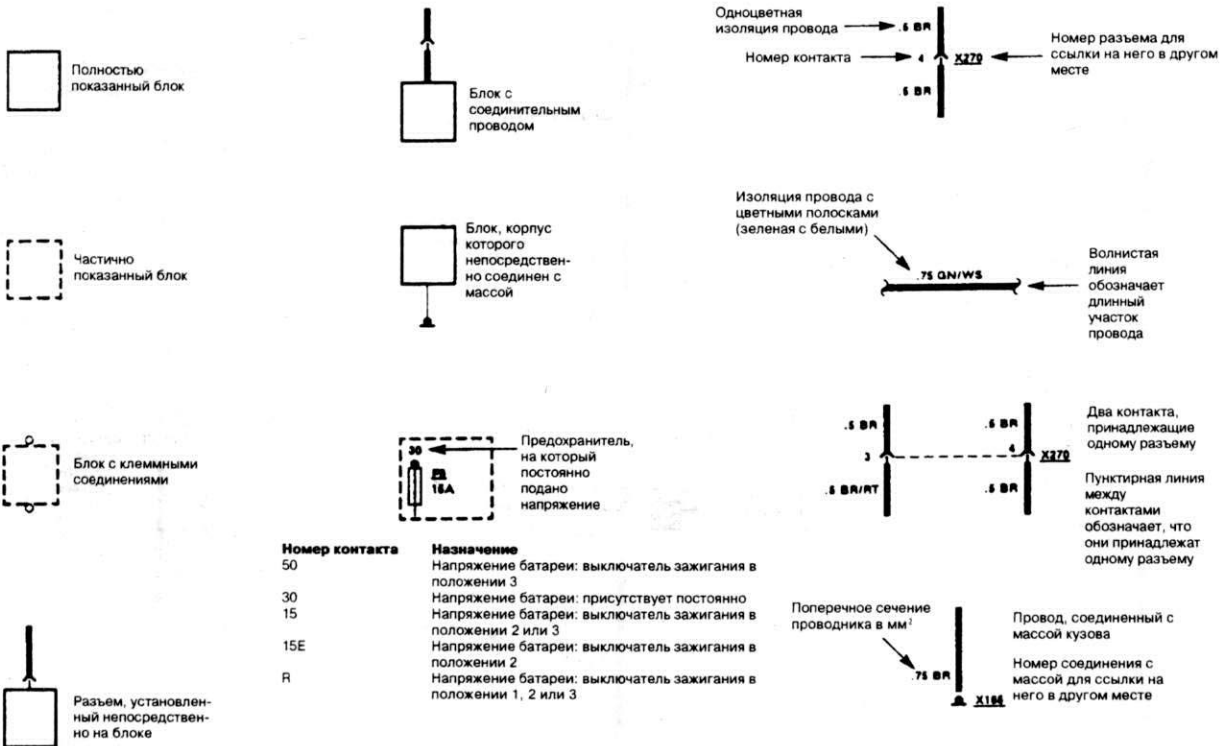 Полностью
показанный блок
Частично
показанный блок
Блок с клеммными
соединениями
Разъем, установлен-
ный непосредствен-
но на блоке
Блок с
соединительным
проводом
Блок, корпус
которого
непосредствен-
но соединен с
массой
30
15A
Предохранитель,
на который
постоянно
подано
напряжение
Номер контакта Назначение
50 Напряжение батареи: выключатель зажигания в
положении 3
30 Напряжение батареи: присутствует постоянно
15 Напряжение батареи: выключатель зажигания в
положении 2 или 3
15E Напряжение батареи: выключатель зажигания в
положении 2
R Напряжение батареи: выключатель зажигания в
положении 1, 2 или 3
Одноцветная
изоляция провода
.5 BR
Номер контакта
4 X270
.5 BR
Номер разъема для
ссылки на него в другом
месте
Изоляция провода с
цветными полосками
(зеленая с белыми)
.75 GN/WS
Волнистая
линия
обозначает
длинный
участок
провода
.5 BR .5 BR
3 4 X270
.5 BR/RT .5 BR
Два контакта,
принадлежащие
одному разъему
Пунктирная линия
между
контактами
обозначает, что
они принадлежат
одному разъему
Поперечное сечение
проводника в мм²
.75 BR
Провод, соединенный с
массой кузова
Номер соединения с
массой для ссылки на
него в другом месте